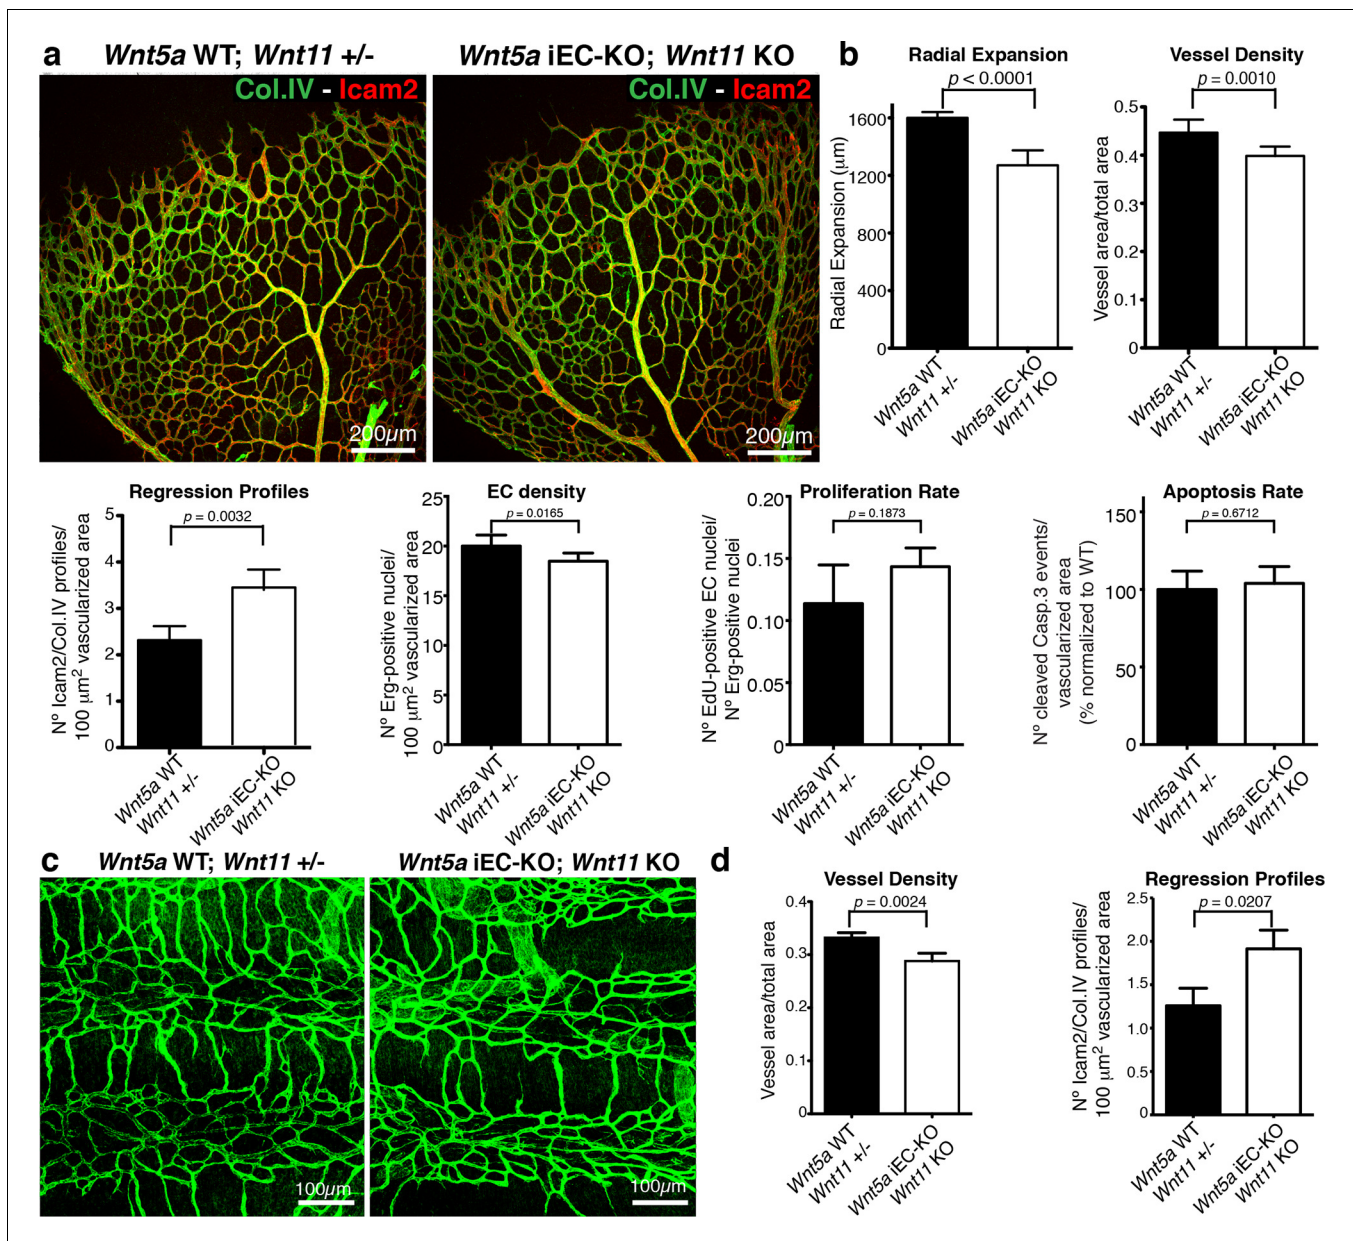 a
Wnt5a WT; Wnt11 +/-
Wnt5a iEC-KO; Wnt11 KO
Col.IV - Icam2
Col.IV - Icam2
200µm
200µm
b
Radial Expansion
p < 0.0001
Radial Expansion (µm)
1600
1200
800
400
0
Wnt5a WT
Wnt11 +/-
Wnt5a iEC-KO
Wnt11 KO
Vessel Density
p = 0.0010
Vessel area/total area
0.5
0.4
0.3
0.2
0.1
0
Wnt5a WT
Wnt11 +/-
Wnt5a iEC-KO
Wnt11 KO
Regression Profiles
p = 0.0032
Nº Icam2/Col.IV profiles/
100 µm² vascularized area
5
4
3
2
1
0
Wnt5a WT
Wnt11 +/-
Wnt5a iEC-KO
Wnt11 KO
EC density
p = 0.0165
Nº Erg-positive nuclei/
100 µm² vascularized area
25
20
15
10
5
0
Wnt5a WT
Wnt11 +/-
Wnt5a iEC-KO
Wnt11 KO
Proliferation Rate
p = 0.1873
Nº EdU-positive EC nuclei/
Nº Erg-positive nuclei
0.20
0.15
0.10
0.05
0
Wnt5a WT
Wnt11 +/-
Wnt5a iEC-KO
Wnt11 KO
Apoptosis Rate
p = 0.6712
Nº cleaved Casp.3 events/
vascularized area
(% normalized to WT)
150
100
50
0
Wnt5a WT
Wnt11 +/-
Wnt5a iEC-KO
Wnt11 KO
c
Wnt5a WT; Wnt11 +/-
Wnt5a iEC-KO; Wnt11 KO
100µm
100µm
d
Vessel Density
p = 0.0024
Vessel area/total area
0.4
0.3
0.2
0.1
0
Wnt5a WT
Wnt11 +/-
Wnt5a iEC-KO
Wnt11 KO
Regression Profiles
p = 0.0207
Nº Icam2/Col.IV profiles/
100 µm² vascularized area
2.5
2.0
1.5
1.0
0.5
0
Wnt5a WT
Wnt11 +/-
Wnt5a iEC-KO
Wnt11 KO